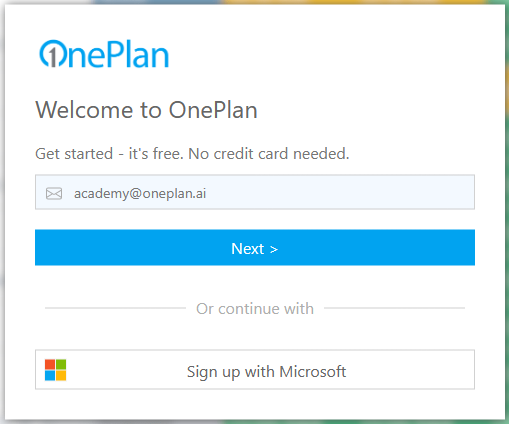 OnePlan
Welcome to OnePlan
Get started - it's free. No credit card needed.
academy@oneplan.ai
Next >
Or continue with
Sign up with Microsoft